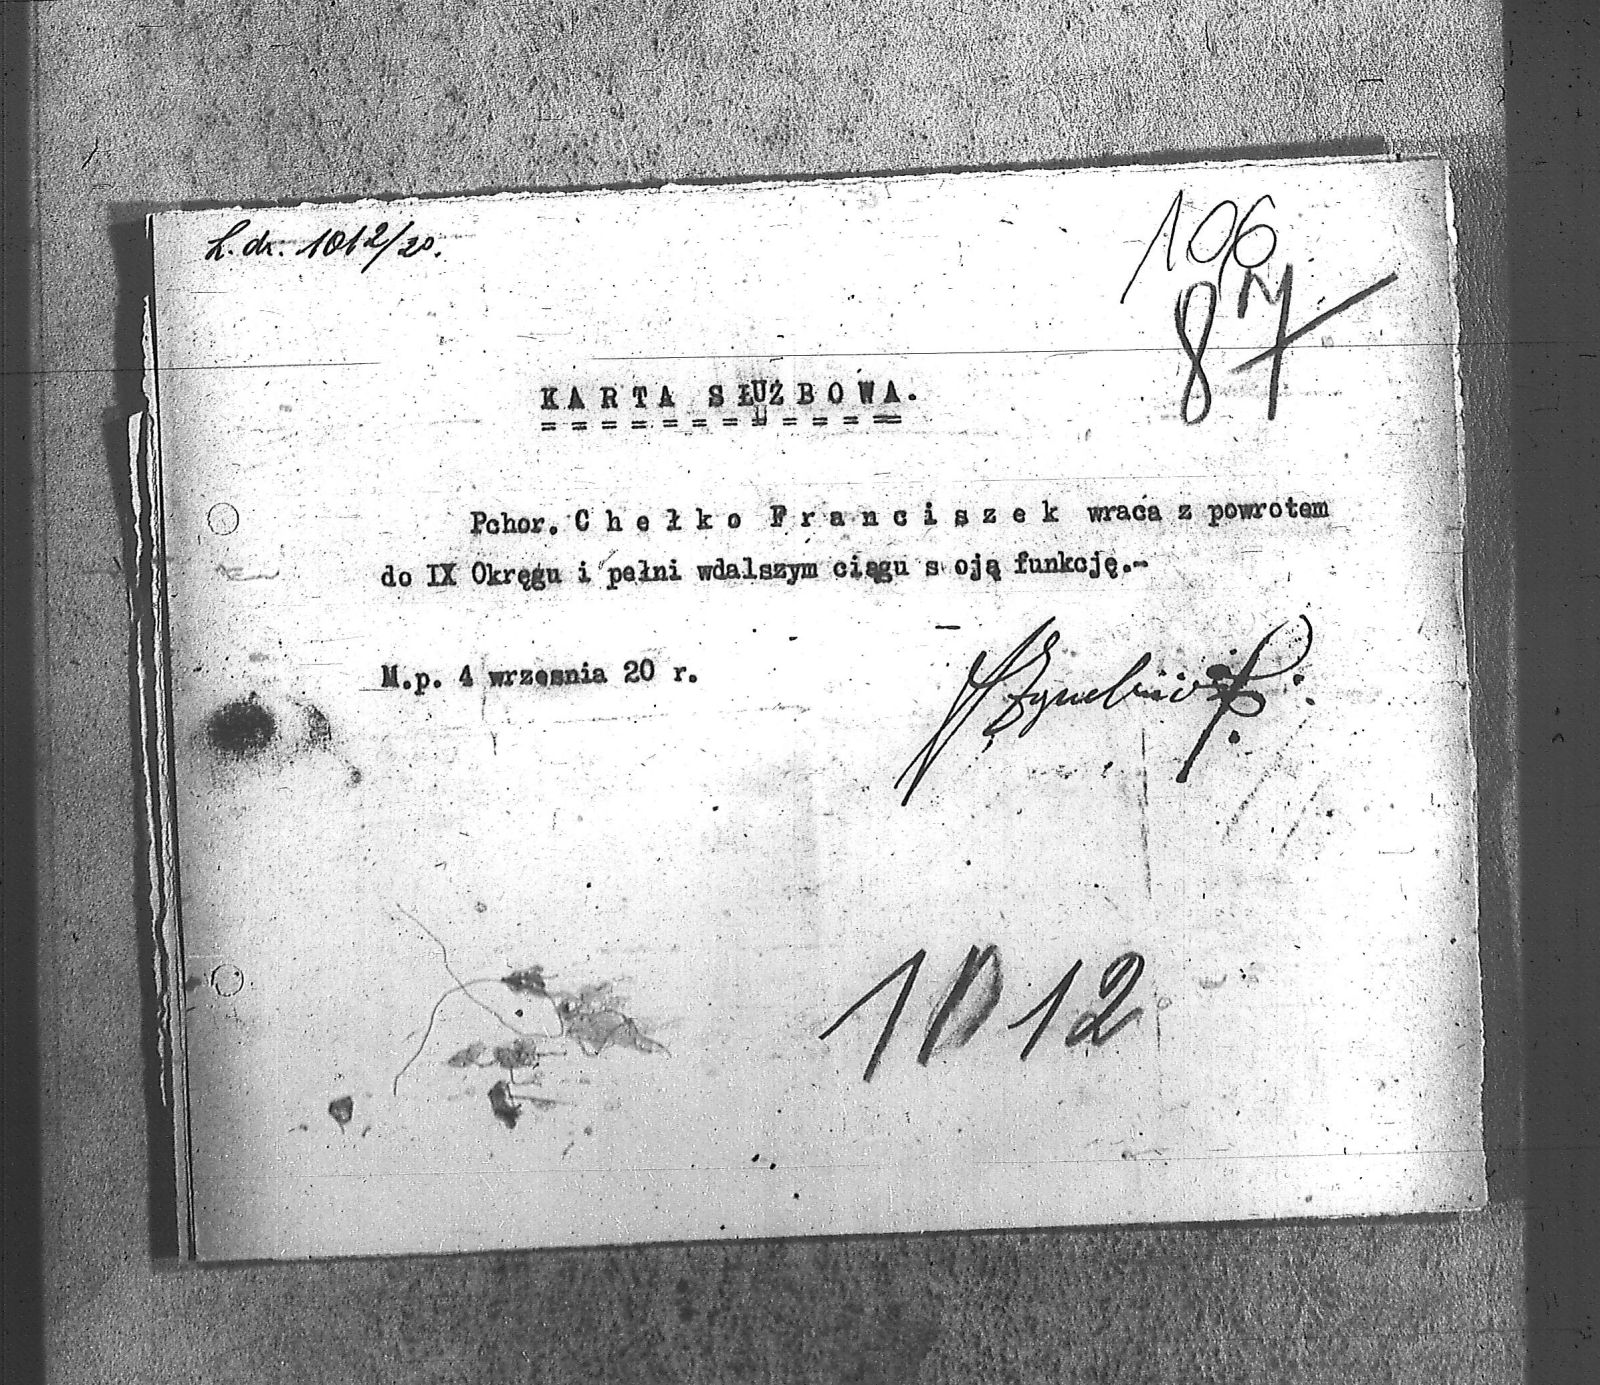 L.dz. 1012/20.
106
87
KARTA SŁUŻBOWA.
Pchor. Chełko Franciszek wraca z powrotem
do IX Okręgu i pełni wdalszym ciągu s oją funkcję.-
M.p. 4 wrzesnia 20 r.
1012